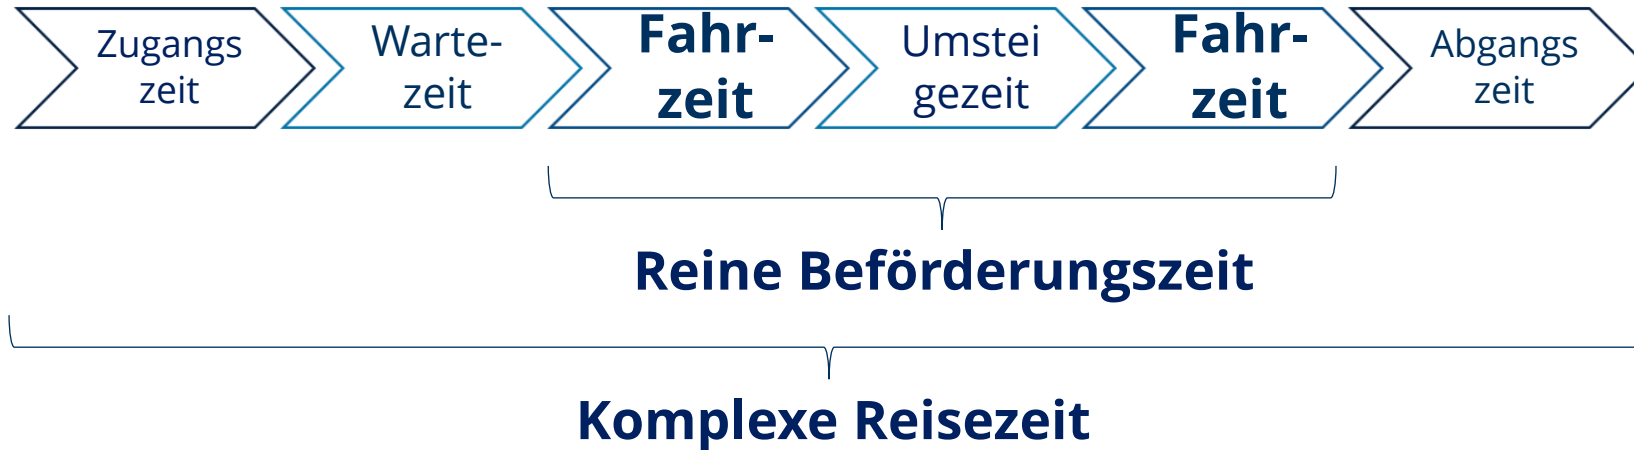 Zugangs
zeit
Warte-
zeit
Fahr-
zeit
Umstei
gezeit
Fahr-
zeit
Abgangs
zeit
Reine Beförderungszeit
Komplexe Reisezeit